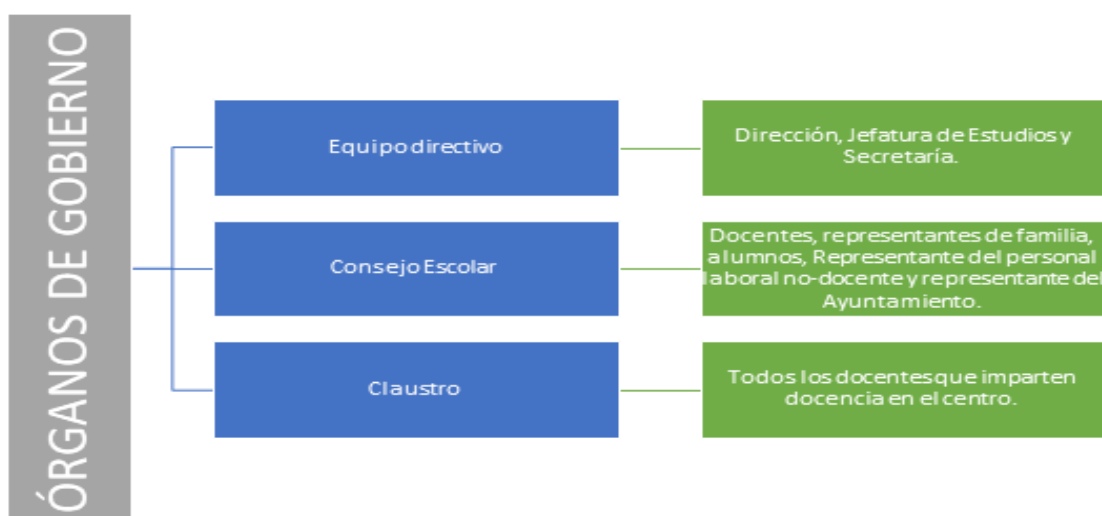 ÓRGANOS DE GOBIERNO
Equipo directivo
Dirección, Jefatura de Estudios y
Secretaría.
Consejo Escolar
Docentes, representantes de familia,
alumnos, Representante del personal
laboral no-docente y representante del
Ayuntamiento.
Claustro
Todos los docentes que imparten
docencia en el centro.